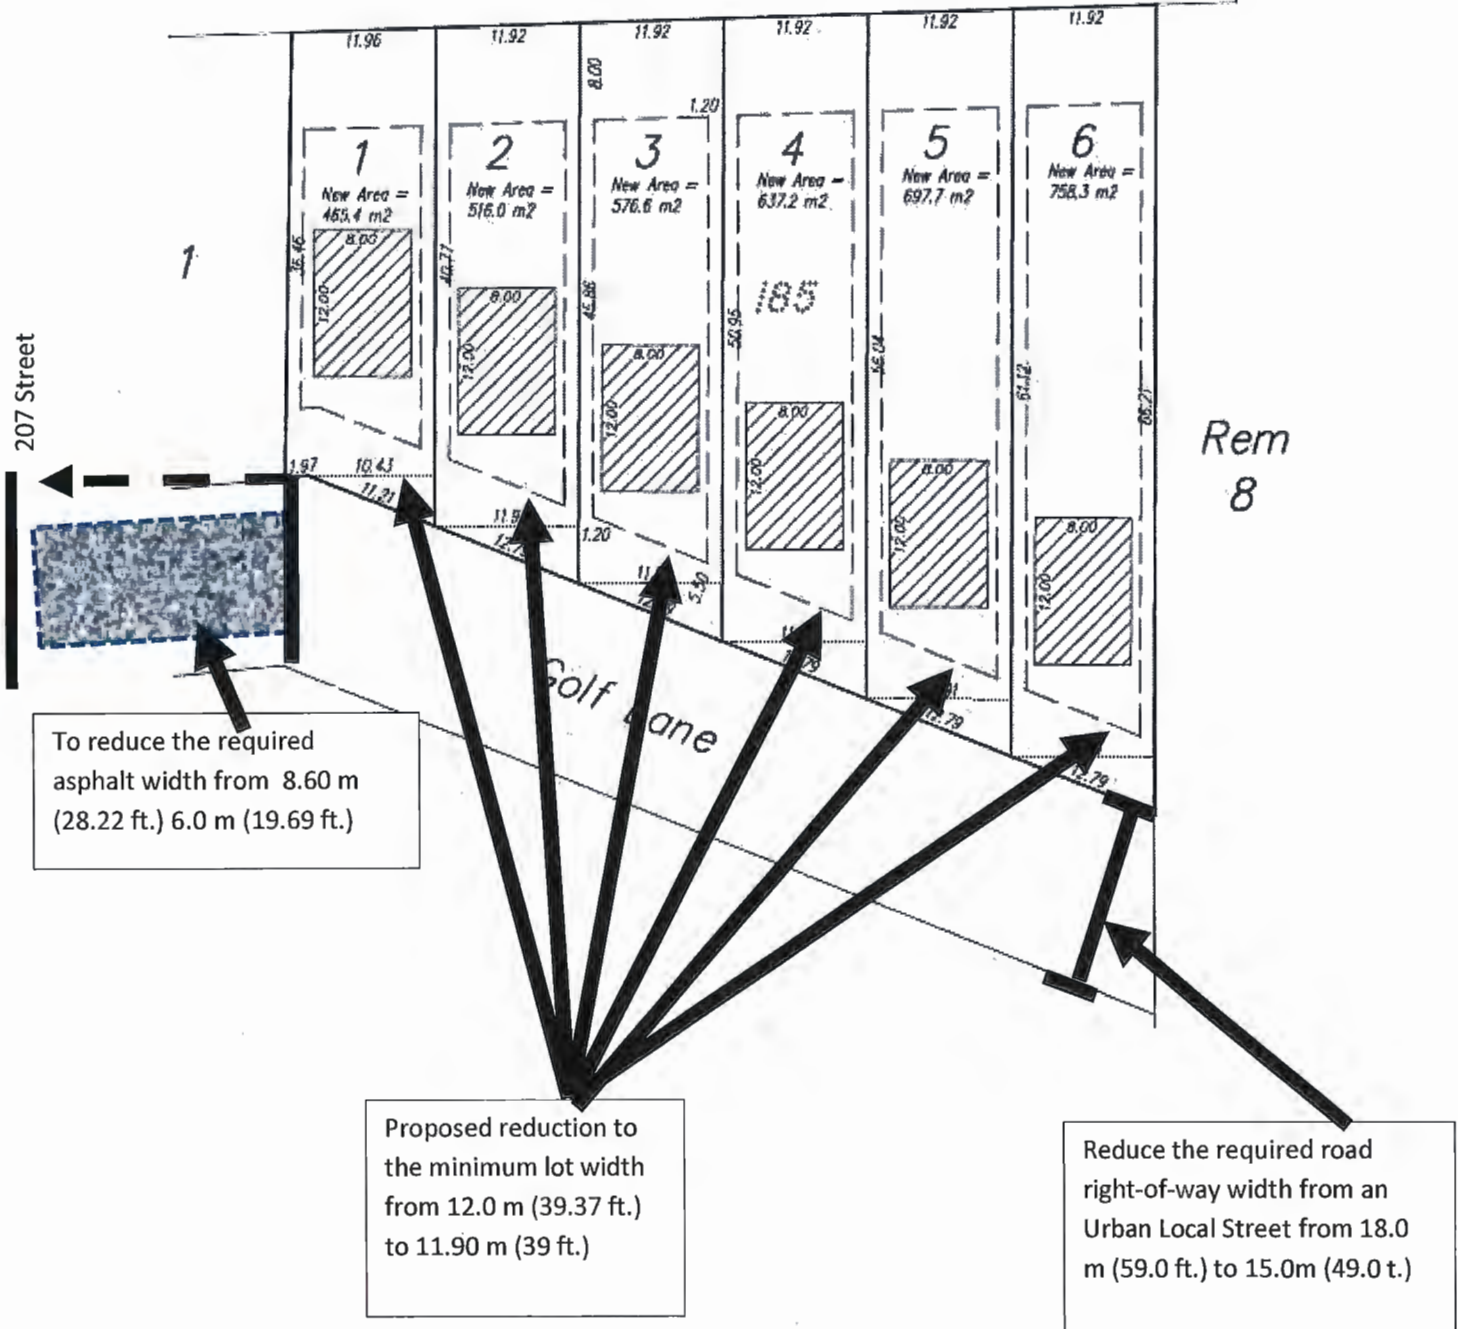 11.96
11.92
11.92
11.92
11.92
11.92
8.00
1.20
1
New Area =
465.4 m2
2
New Area =
516.0 m2
3
New Area =
576.6 m2
4
New Area =
637.2 m2
5
New Area =
697.7 m2
6
New Area =
758.3 m2
1
36.46
40.77
45.86
50.95
56.04
61.12
66.21
8.00
12.00
8.00
12.00
8.00
12.00
8.00
12.00
8.00
12.00
8.00
12.00
185
Rem
8
207 Street
1.97
10.43
11.21
1.20
5.50
12.79
12.79
Golf Lane
To reduce the required
asphalt width from 8.60 m
(28.22 ft.) 6.0 m (19.69 ft.)
Proposed reduction to
the minimum lot width
from 12.0 m (39.37 ft.)
to 11.90 m (39 ft.)
Reduce the required road
right-of-way width from an
Urban Local Street from 18.0
m (59.0 ft.) to 15.0m (49.0 t.)